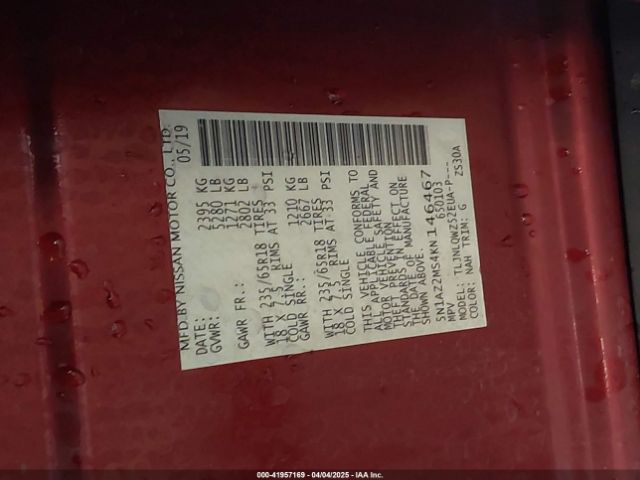 MFD.BY NISSAN MOTOR CO., LTD.
DATE: 05/19
GVWR: 2395 KG
5280 LB
GAWR FR.: 1271 KG
2802 LB
WITH 235/65R18 TIRES
18 X 7.5 RIMS AT 33 PSI
COLD SINGLE
GAWR RR.: 1210 KG
2667 LB
WITH 235/65R18 TIRES
18 X 7.5 RIMS AT 33 PSI
COLD SINGLE
THIS VEHICLE CONFORMS TO
ALL APPLICABLE FEDERAL
MOTOR VEHICLE SAFETY AND
THEFT PREVENTION
STANDARDS IN EFFECT ON
THE DATE OF MANUFACTURE
SHOWN ABOVE
5N1AZ2MS4KN146467
MPV 650103
MODEL: TLJNLQWZ52EUA-P---
COLOR: NAH TRIM: G ZS30A
000-41957169 - 04/04/2025 - IAA Inc.